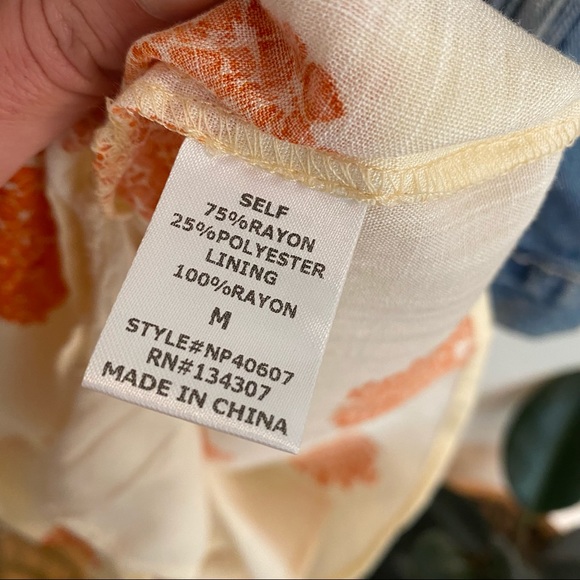 SELF
75%RAYON
25%POLYESTER
LINING
100%RAYON
M
STYLE#NP40607
RN#134307
MADE IN CHINA